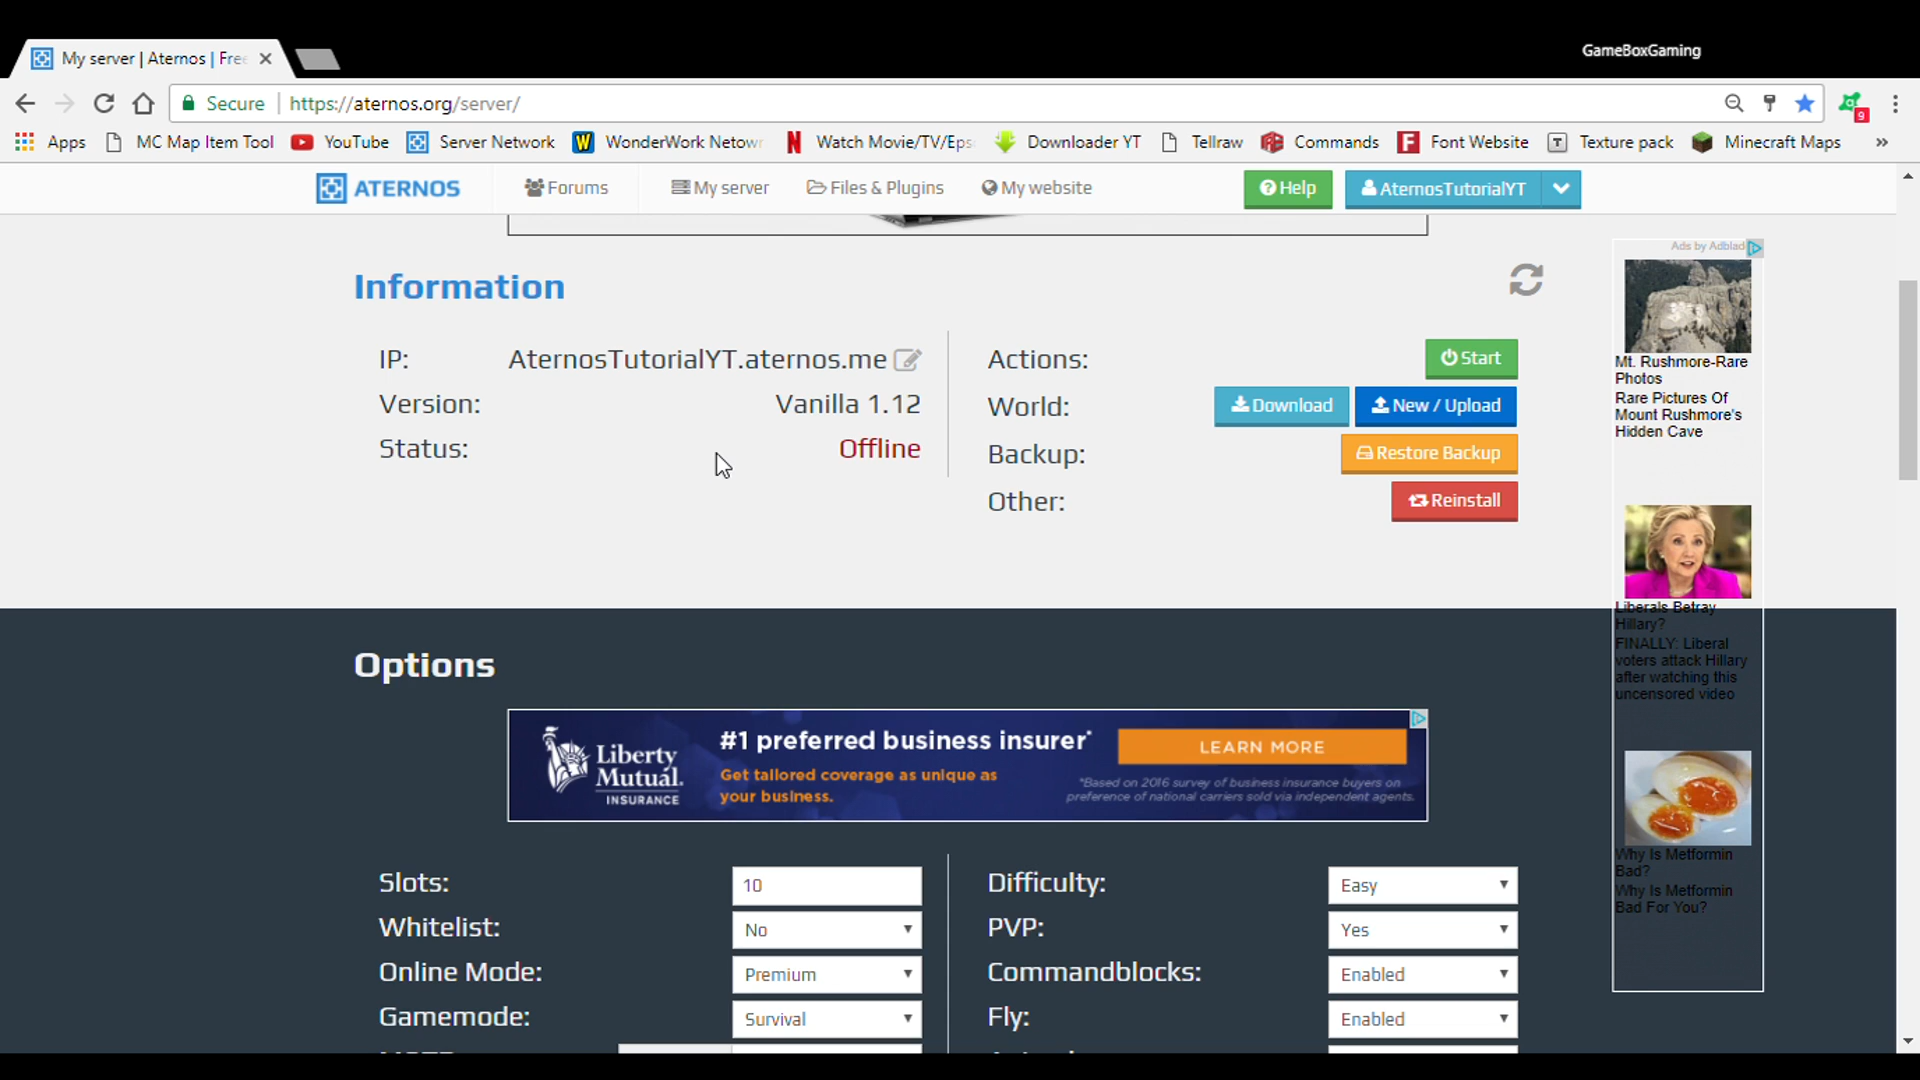 GameBoxGaming
My server | Aternos | Free
Secure https://aternos.org/server/
9
Apps MC Map Item Tool YouTube Server Network WonderWork Netown Watch Movie/TV/Eps Downloader YT Tellraw Commands Font Website Texture pack Minecraft Maps »
ATERNOS Forums My server Files & Plugins My website Help AternosTutorialYT
Ads by Adblad
Information
IP: AternosTutorialYT.aternos.me
Version: Vanilla 1.12
Status: Offline
Actions: Start
World: Download New / Upload
Backup: Restore Backup
Other: Reinstall
Mt. Rushmore-Rare
Photos
Rare Pictures Of
Mount Rushmore's
Hidden Cave
Liberals Betray
Hillary?
FINALLY: Liberal
voters attack Hillary
after watching this
uncensored video
Options
Liberty
Mutual.
INSURANCE
#1 preferred business insurer*
Get tailored coverage as unique as
your business.
LEARN MORE
*Based on 2016 survey of business insurance buyers on
preference of national carriers sold via independent agents.
Why Is Metformin
Bad?
Why Is Metformin
Bad For You?
Slots: 10
Whitelist: No
Online Mode: Premium
Gamemode: Survival
Difficulty: Easy
PVP: Yes
Commandblocks: Enabled
Fly: Enabled